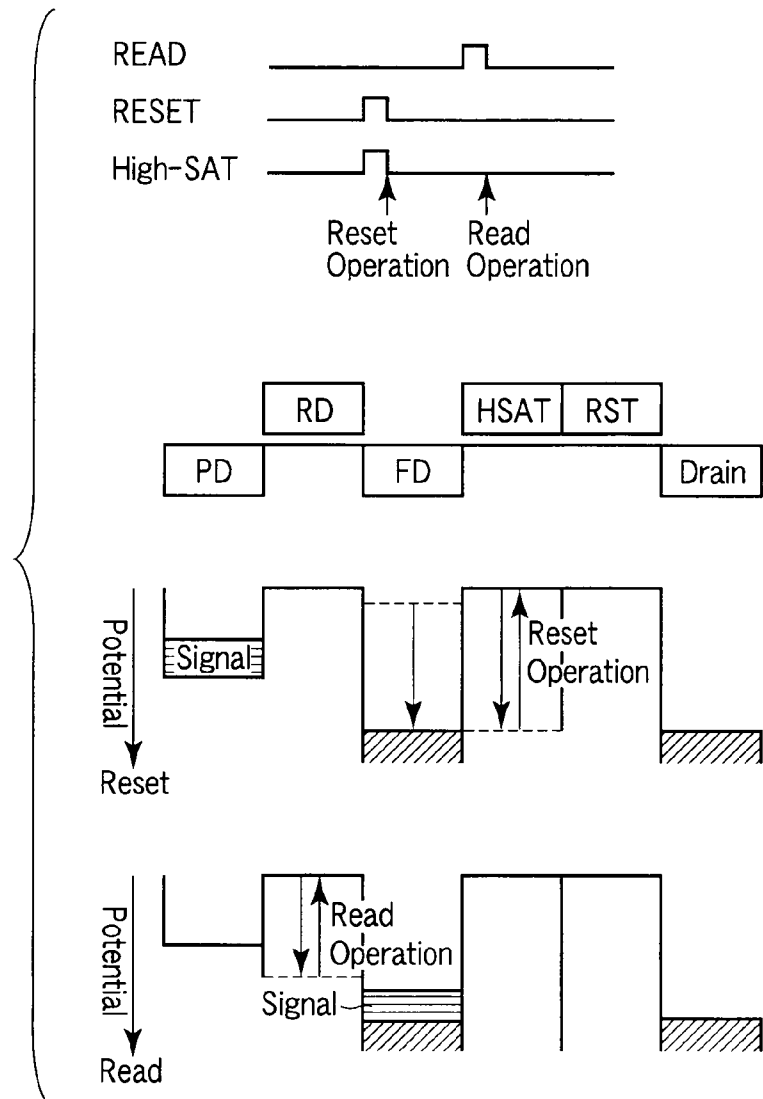 READ
RESET
High-SAT
Reset
Operation
Read
Operation
RD
HSAT
RST
PD
FD
Drain
Potential
Signal
Reset
Operation
Reset
Potential
Read
Operation
Signal
Read